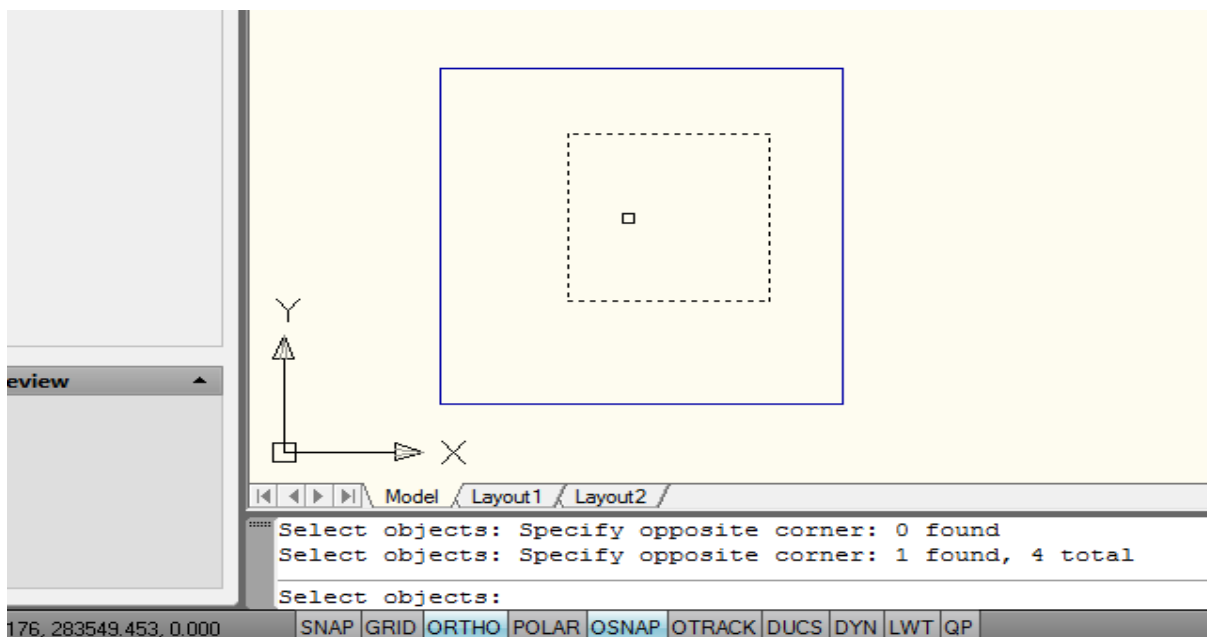 Y
eview
X
Model Layout1 Layout2
Select objects: Specify opposite corner: 0 found
Select objects: Specify opposite corner: 1 found, 4 total
Select objects:
176, 283549.453, 0.000 SNAP GRID ORTHO POLAR OSNAP OTRACK DUCS DYN LWT QP